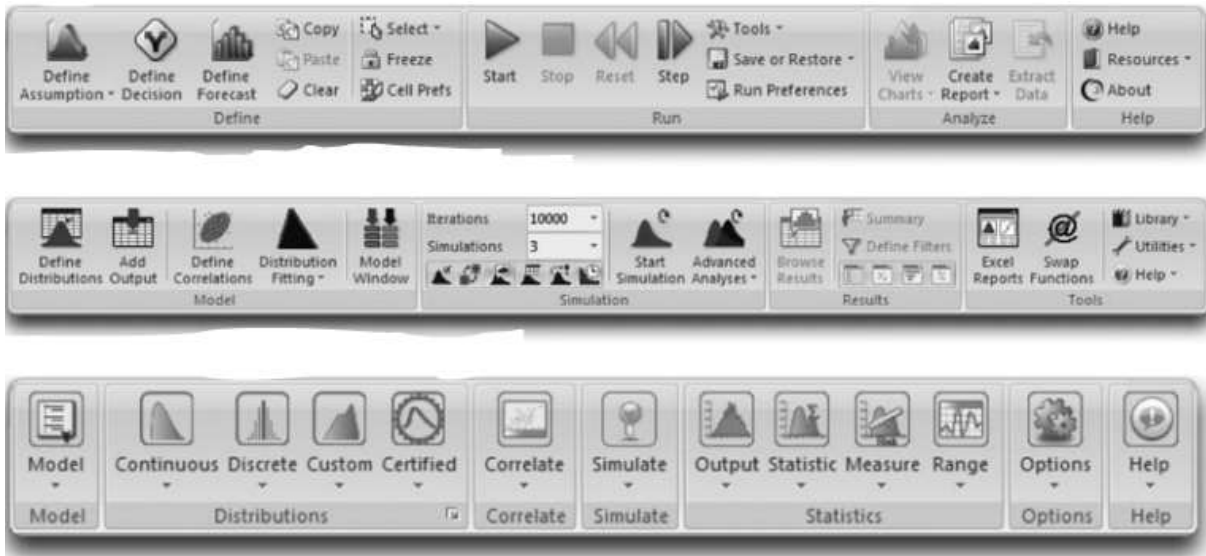 Define Assumption
Define Decision
Define Forecast
Copy
Paste
Clear
Select
Freeze
Cell Prefs
Define
Start
Stop
Reset
Step
Tools
Save or Restore
Run Preferences
Run
View Charts
Create Report
Extract Data
Analyze
Help
Resources
About
Help
Define Distributions
Add Output
Define Correlations
Distribution Fitting
Model Window
Model
Iterations 10000
Simulations 3
Start Simulation
Advanced Analyses
Simulation
Browse Results
Summary
Define Filters
Results
Excel Reports
Swap Functions
Library
Utilities
Help
Tools
Model
Model
Continuous Discrete Custom Certified
Distributions
Correlate
Correlate
Simulate
Simulate
Output Statistic Measure Range
Statistics
Options
Options
Help
Help